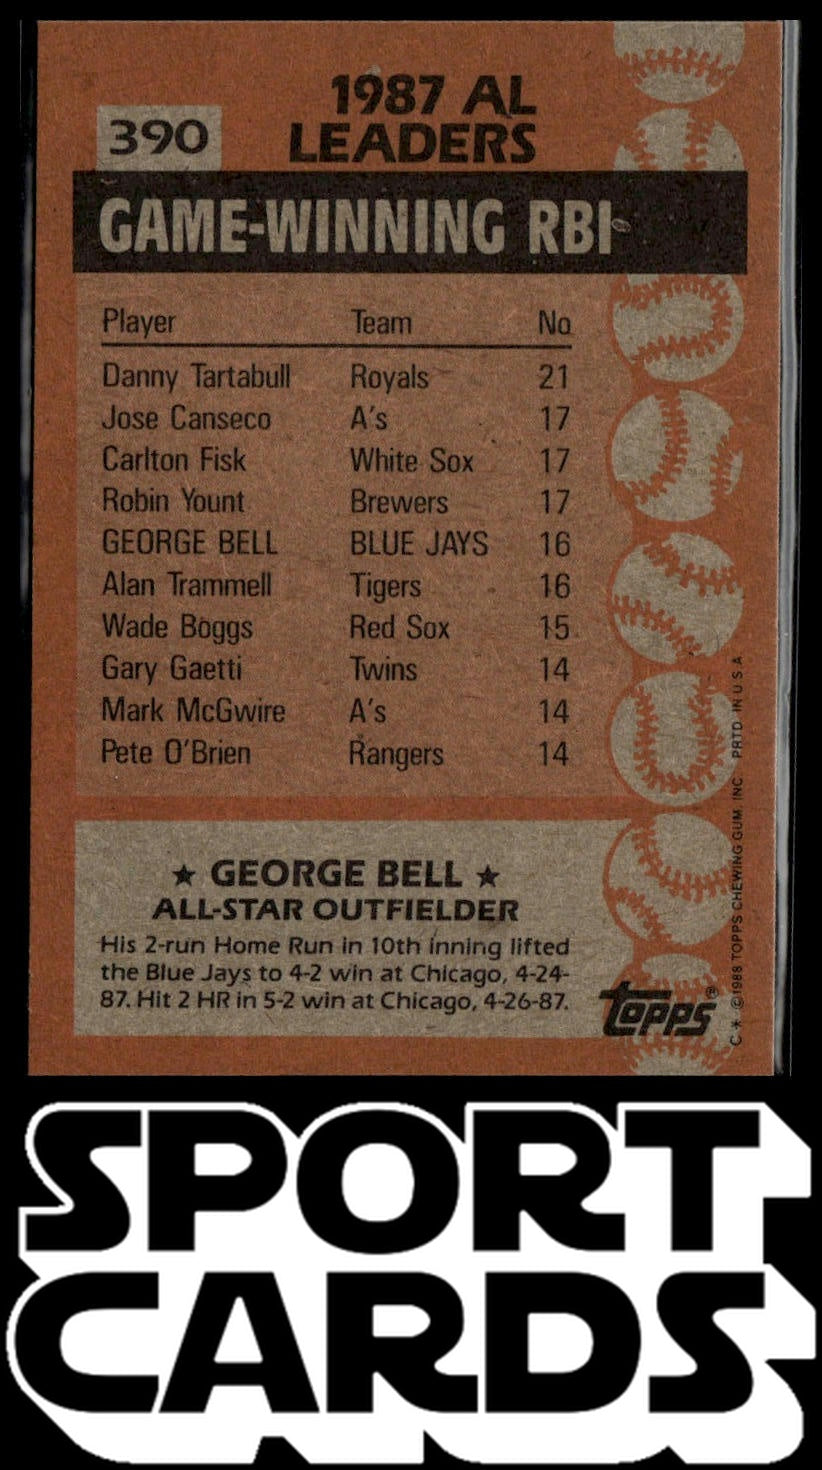 1987 AL
LEADERS
390
GAME-WINNING RBI
Player Team No.
Danny Tartabull Royals 21
Jose Canseco A's 17
Carlton Fisk White Sox 17
Robin Yount Brewers 17
GEORGE BELL BLUE JAYS 16
Alan Trammell Tigers 16
Wade Boggs Red Sox 15
Gary Gaetti Twins 14
Mark McGwire A's 14
Pete O'Brien Rangers 14
★ GEORGE BELL ★
ALL-STAR OUTFIELDER
His 2-run Home Run in 10th inning lifted
the Blue Jays to 4-2 win at Chicago, 4-24-
87. Hit 2 HR in 5-2 win at Chicago, 4-26-87.
topps®
C* ©1988 TOPPS CHEWING GUM, INC. PRTD. IN U.S.A.
SPORT
CARDS